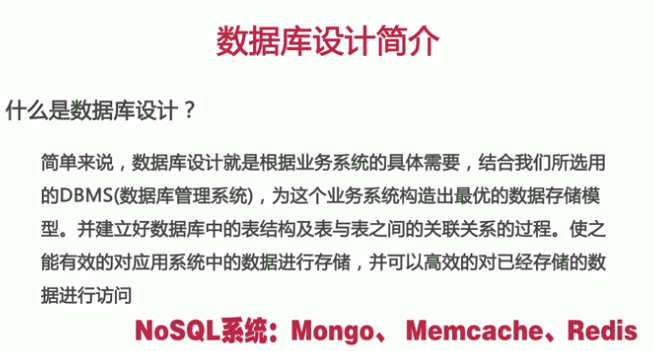 数据库设计简介
什么是数据库设计？
简单来说，数据库设计就是根据业务系统的具体需要，结合我们所选用
的DBMS(数据库管理系统)，为这个业务系统构造出最优的数据存储模
型。并建立好数据库中的表结构及表与表之间的关联关系的过程。使之
能有效的对应用系统中的数据进行存储，并可以高效的对已经存储的数
据进行访问
NoSQL系统：Mongo、 Memcache、Redis